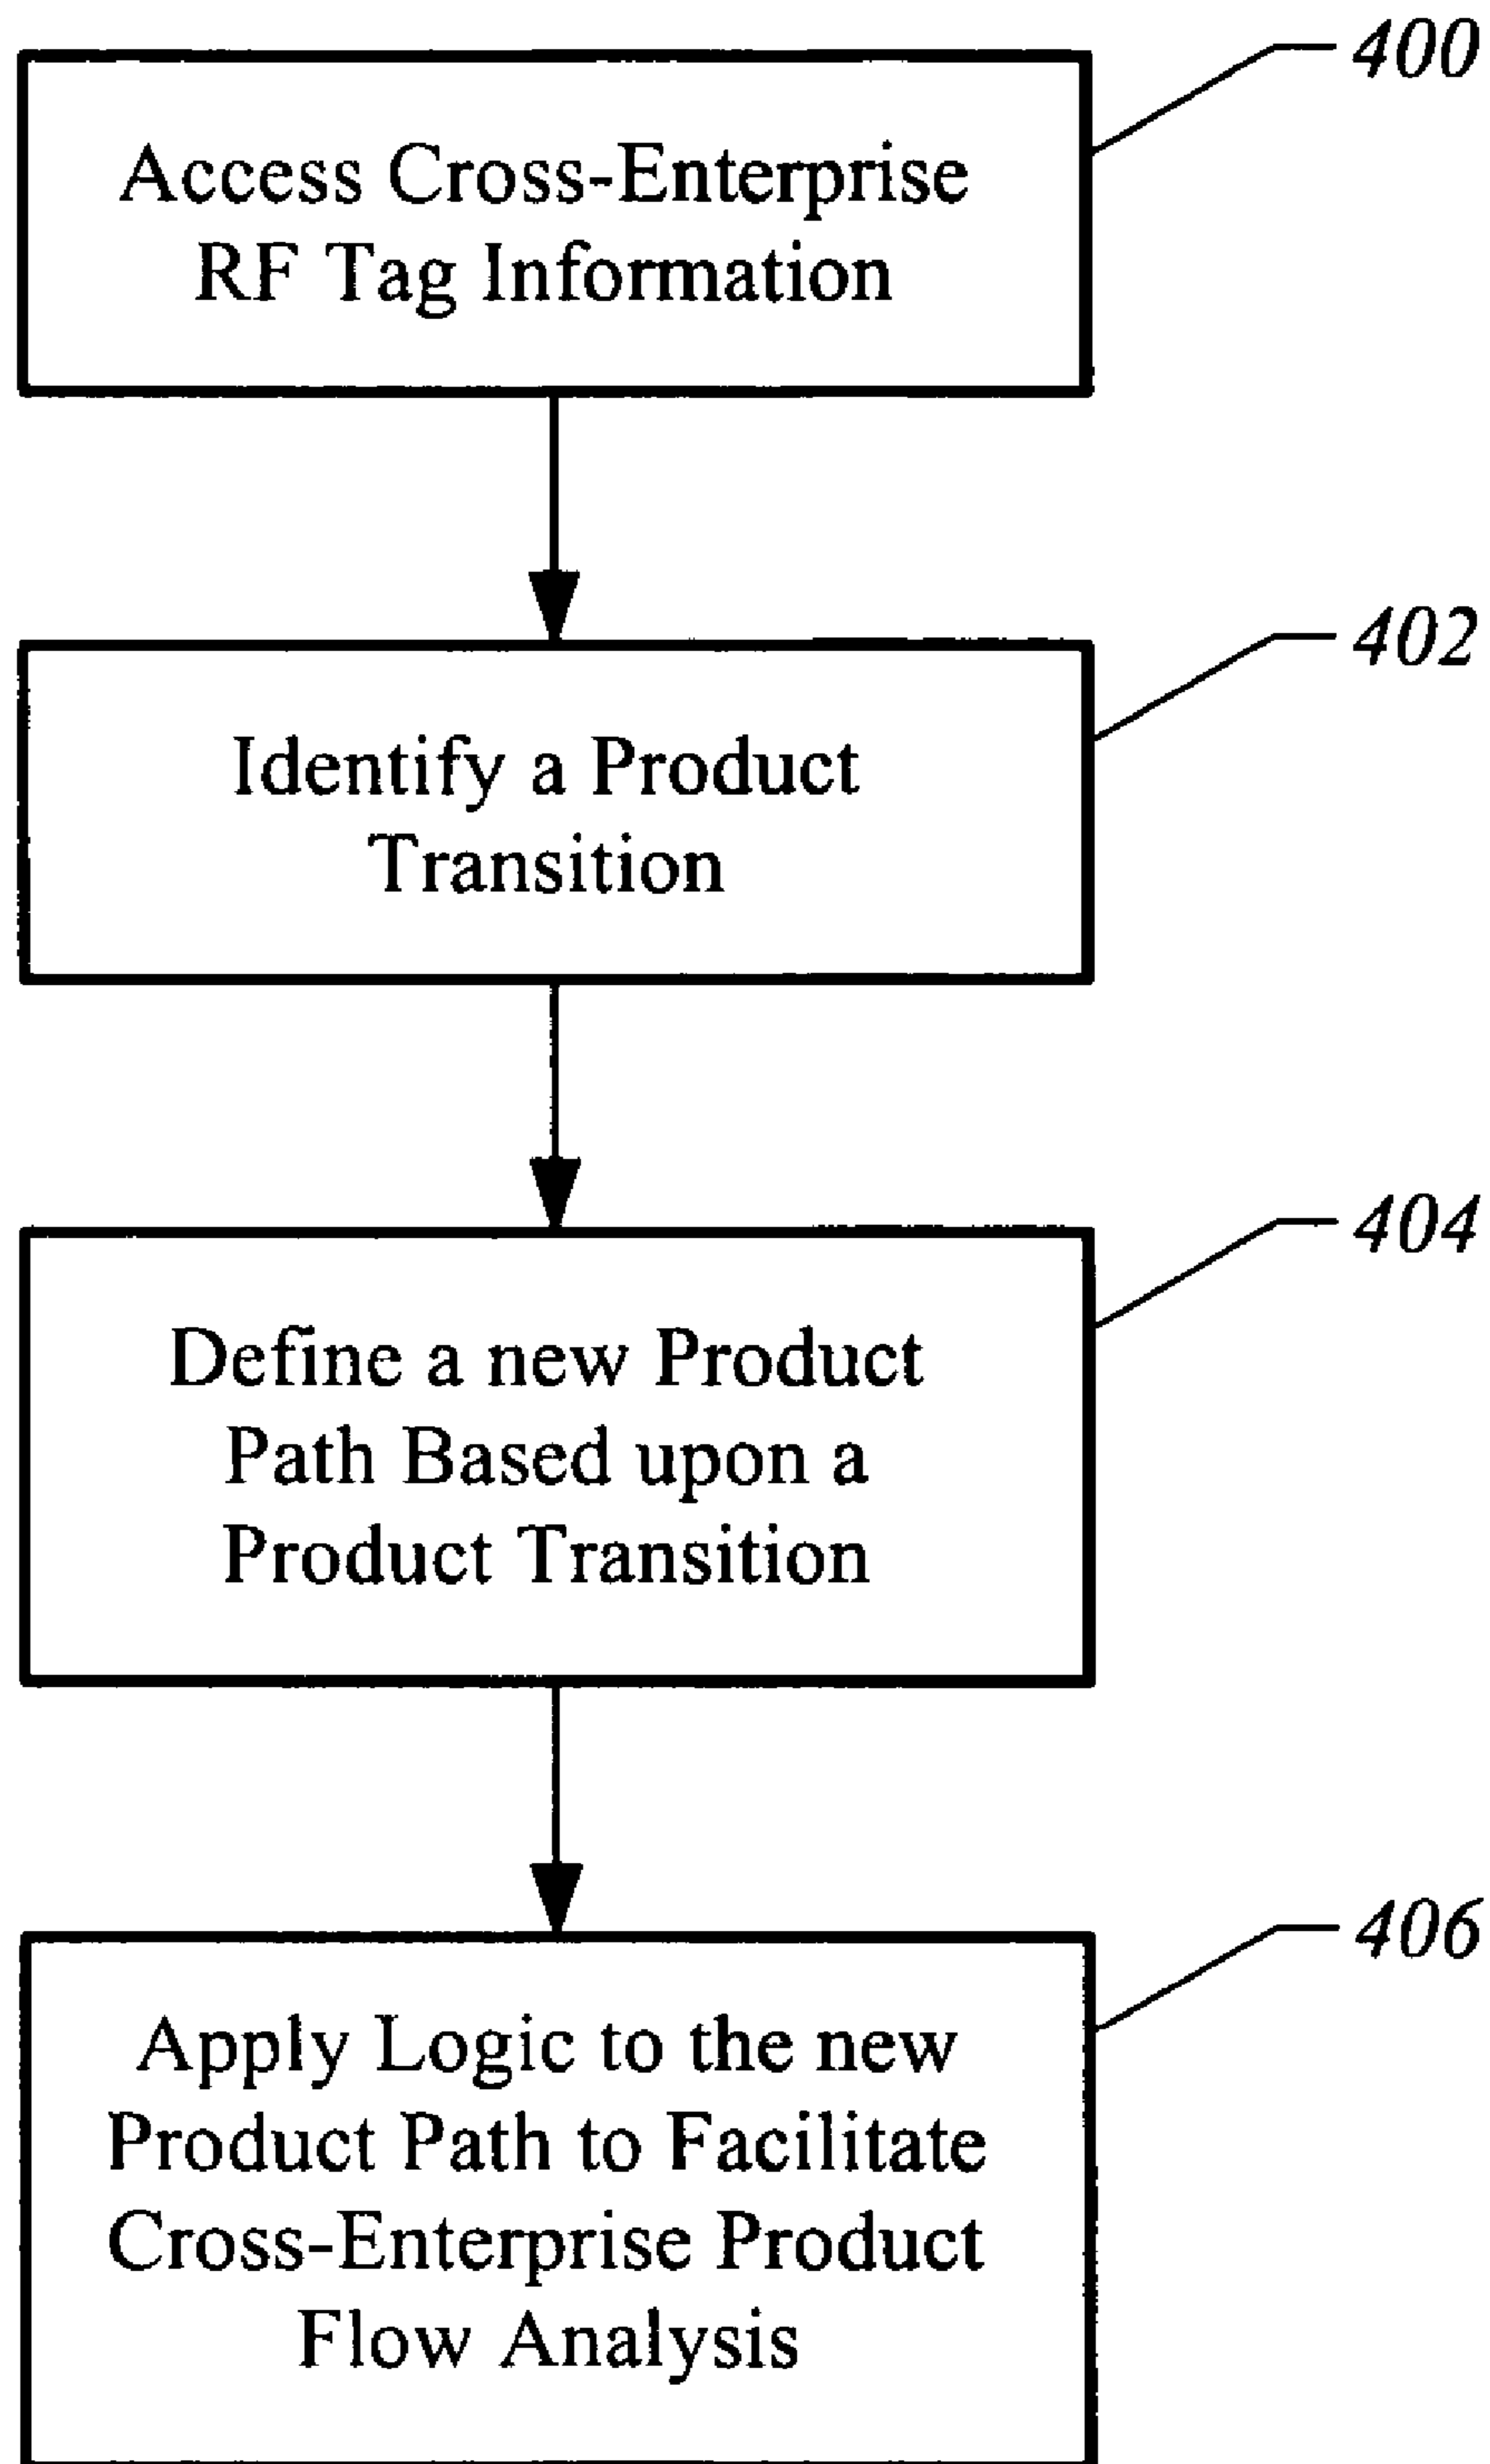 400
Access Cross-Enterprise
RF Tag Information
402
Identify a Product
Transition
404
Define a new Product
Path Based upon a
Product Transition
406
Apply Logic to the new
Product Path to Facilitate
Cross-Enterprise Product
Flow Analysis